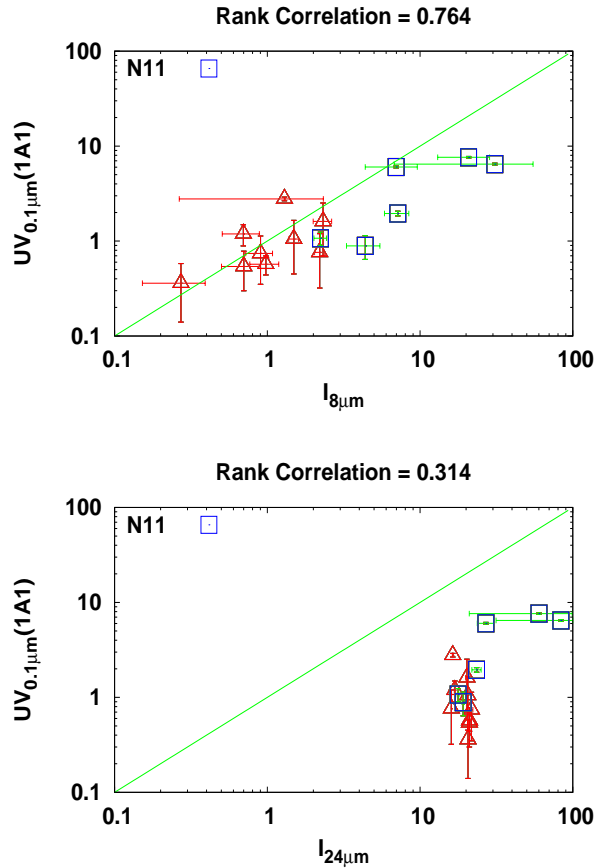 Rank Correlation = 0.764
100
N11
10
UV0.1μm(1A1)
1
0.1
0.1 1 10 100
I8μm
Rank Correlation = 0.314
100
N11
10
UV0.1μm(1A1)
1
0.1
0.1 1 10 100
I24μm